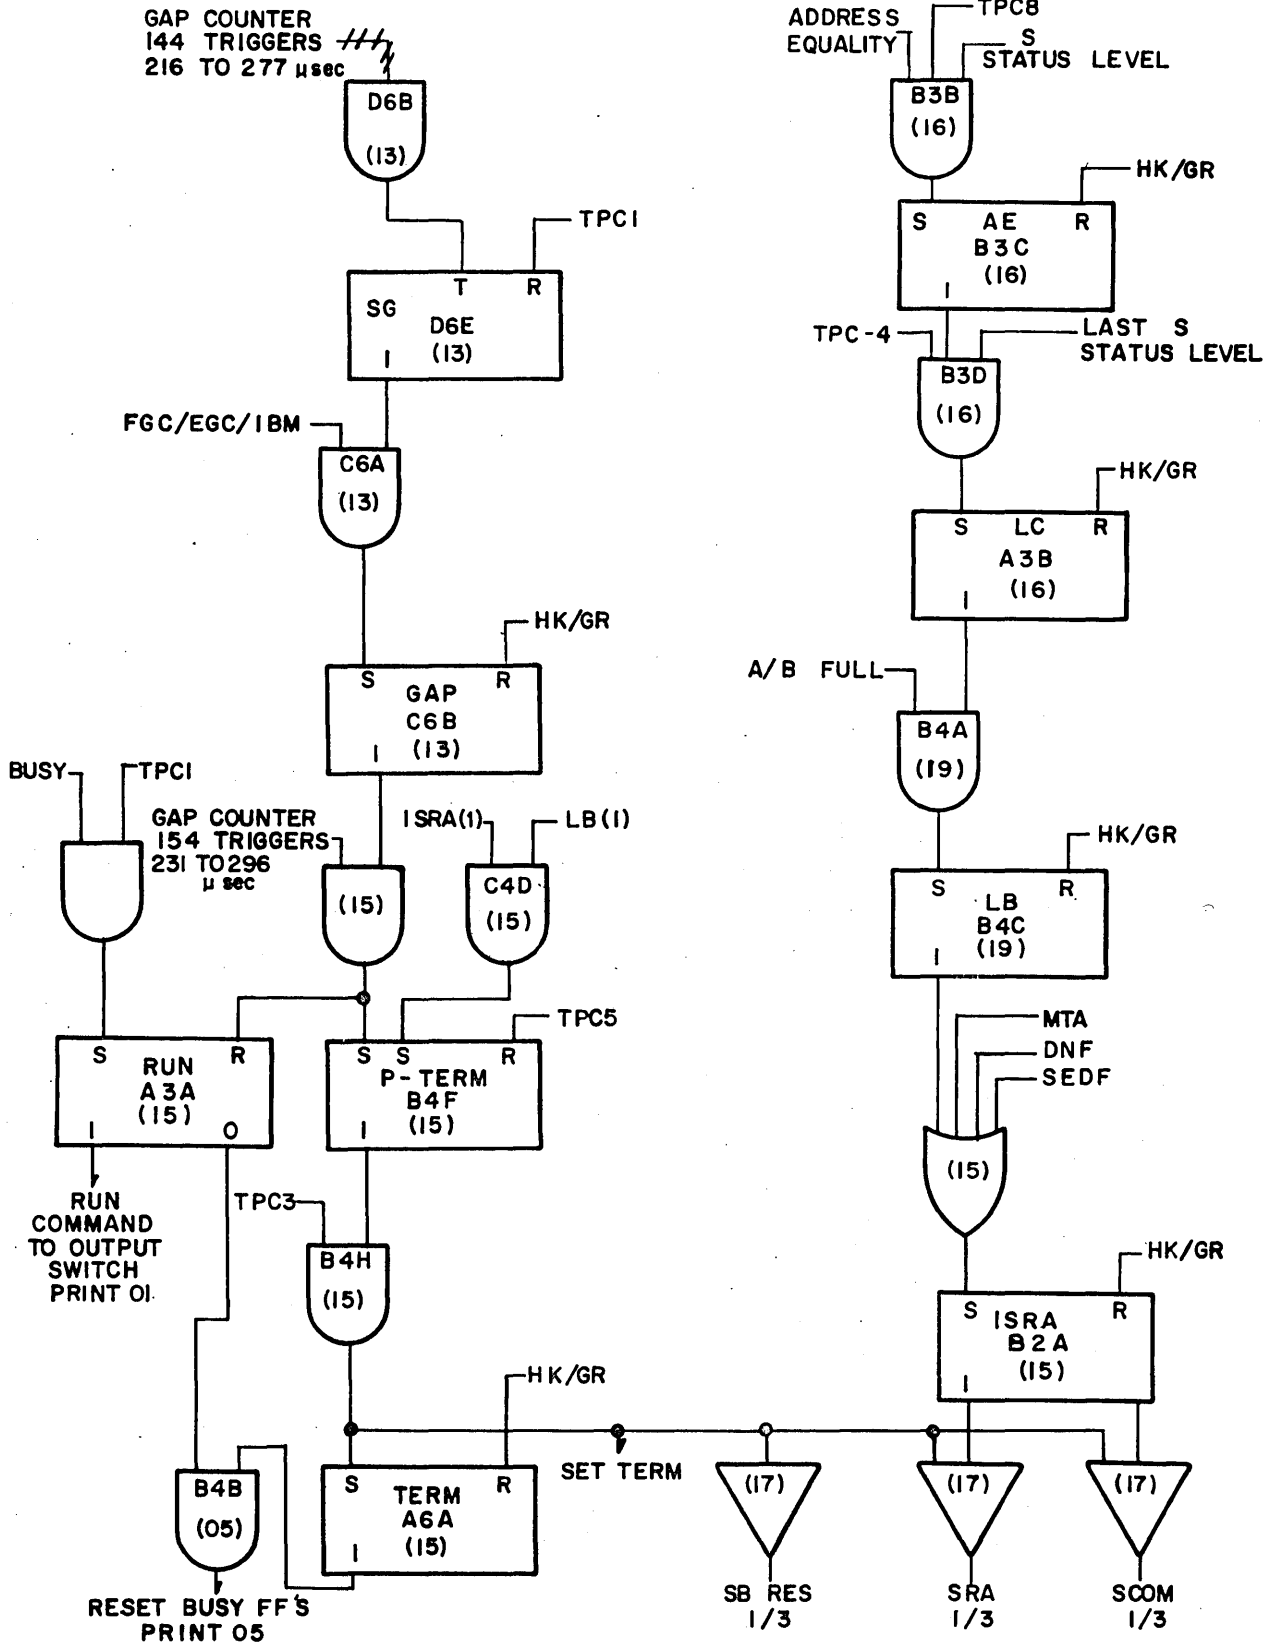 GAP COUNTER
144 TRIGGERS
216 TO 277 µsec
D6B
(13)
TPC1
T R
SG
D6E
(13)
1
FGC/EGC/IBM
C6A
(13)
HK/GR
S R
GAP
C6B
1 (13)
BUSY
TPC1
GAP COUNTER
154 TRIGGERS
231 TO 296
µ sec
(15)
ISRA(1)
LB(1)
C4D
(15)
S R
RUN
A3A
(15)
1 0
RUN
COMMAND
TO OUTPUT
SWITCH
PRINT 01
TPC5
S S R
P-TERM
B4F
1 (15)
TPC3
B4H
(15)
HK/GR
SET TERM
S R
TERM
A6A
(15)
1
B4B
(05)
RESET BUSY FF'S
PRINT 05
ADDRESS
EQUALITY
TPC8
S
STATUS LEVEL
B3B
(16)
HK/GR
S AE R
B3C
(16)
1
TPC-4
LAST S
STATUS LEVEL
B3D
(16)
HK/GR
S LC R
A3B
(16)
1
A/B FULL
B4A
(19)
HK/GR
S R
LB
B4C
(19)
1
MTA
DNF
SEDF
(15)
HK/GR
S R
ISRA
B2A
(15)
1
(17)
(17)
(17)
SB RES
1/3
SRA
1/3
SCOM
1/3